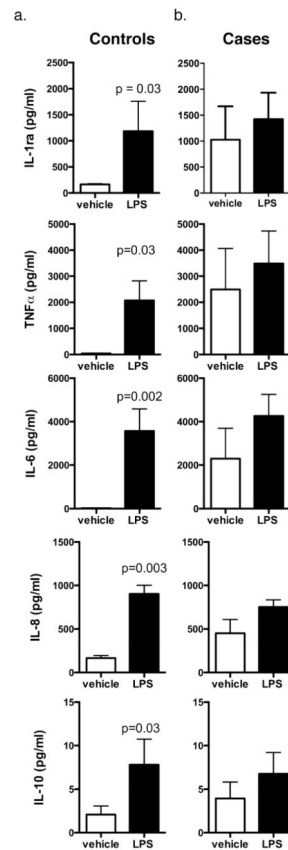 a. b.
Controls Cases
p = 0.03
IL-1ra (pg/ml)
2500 2500
2000 2000
1500 1500
1000 1000
500 500
0 0
vehicle LPS vehicle LPS
p=0.03
TNFα (pg/ml)
5000 5000
4000 4000
3000 3000
2000 2000
1000 1000
0 0
vehicle LPS vehicle LPS
p=0.002
IL-6 (pg/ml)
6000 6000
4000 4000
2000 2000
0 0
vehicle LPS vehicle LPS
p=0.003
IL-8 (pg/ml)
1500 1500
1000 1000
500 500
0 0
vehicle LPS vehicle LPS
p=0.03
IL-10 (pg/ml)
15 15
10 10
5 5
0 0
vehicle LPS vehicle LPS